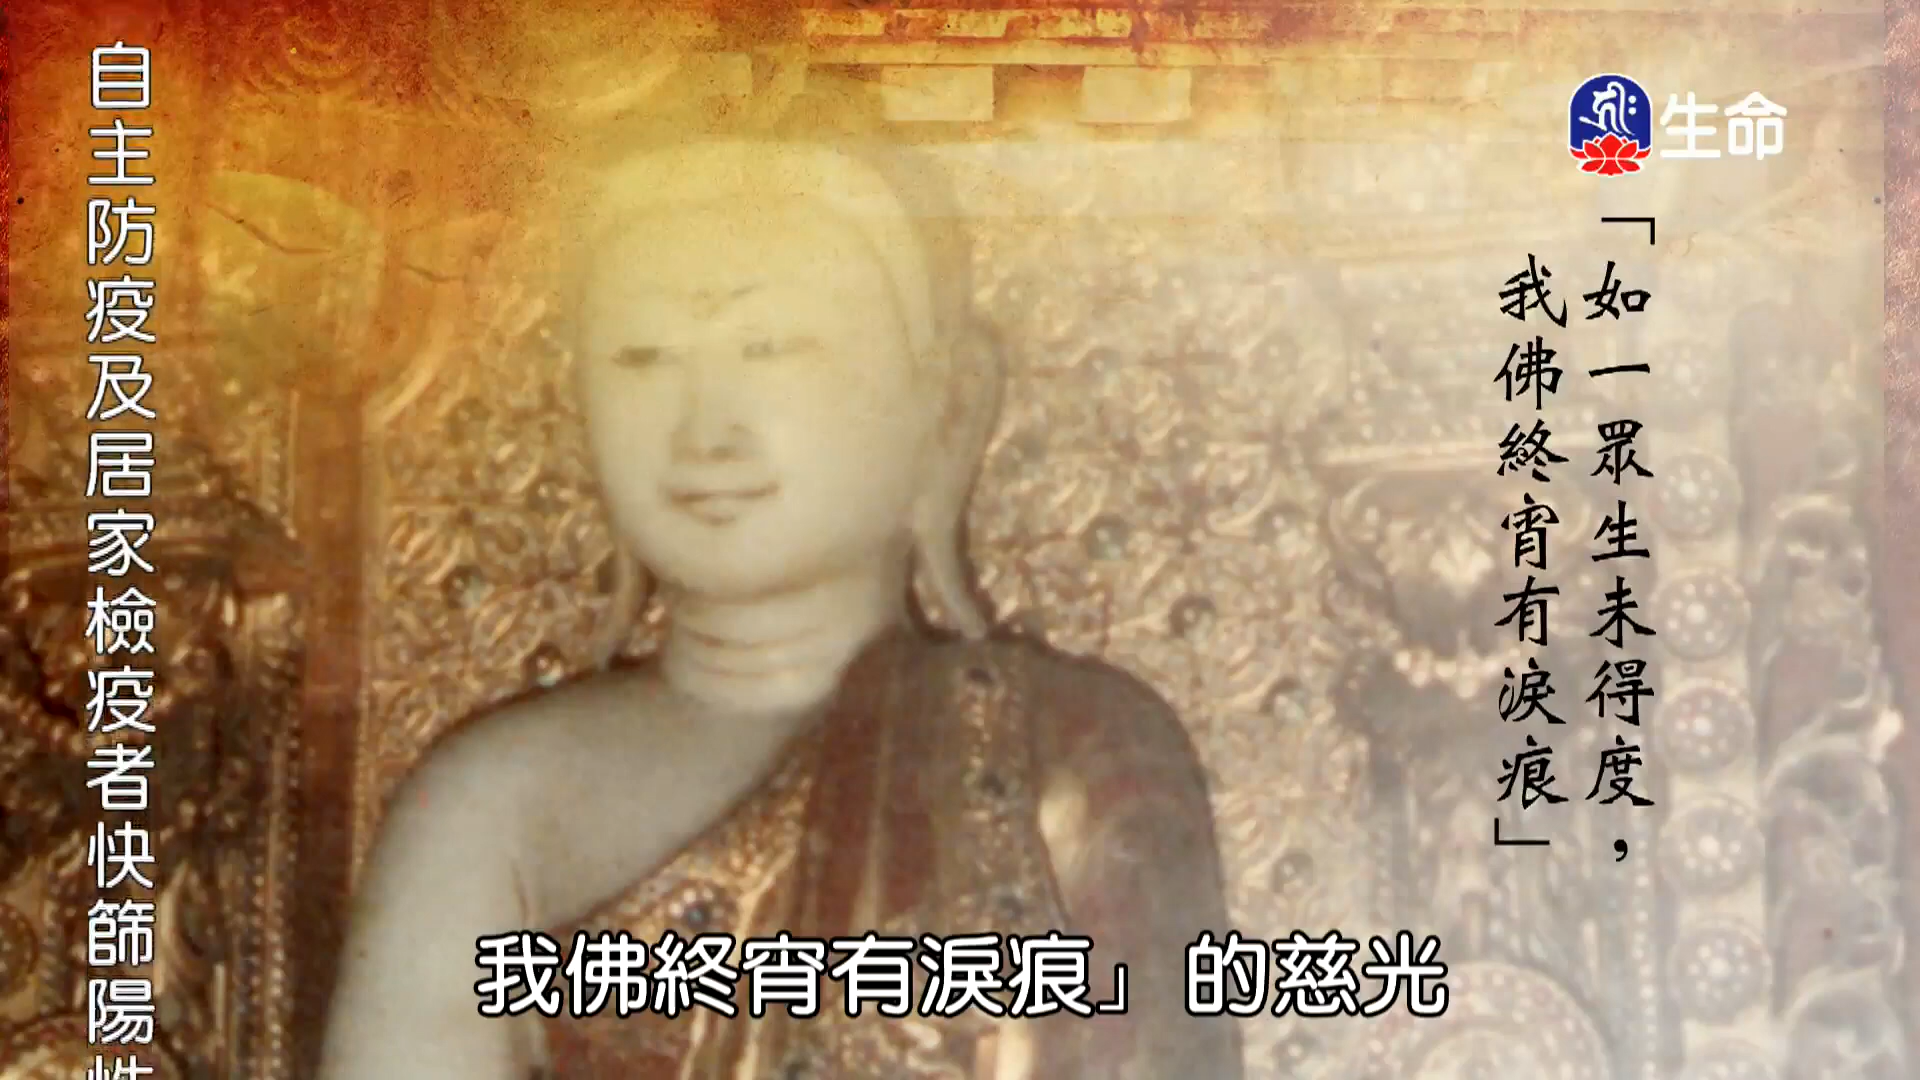 自主防疫及居家檢疫者快篩陽性
生命
「如一眾生未得度，
我佛終宵有淚痕」
我佛終宵有淚痕」的慈光